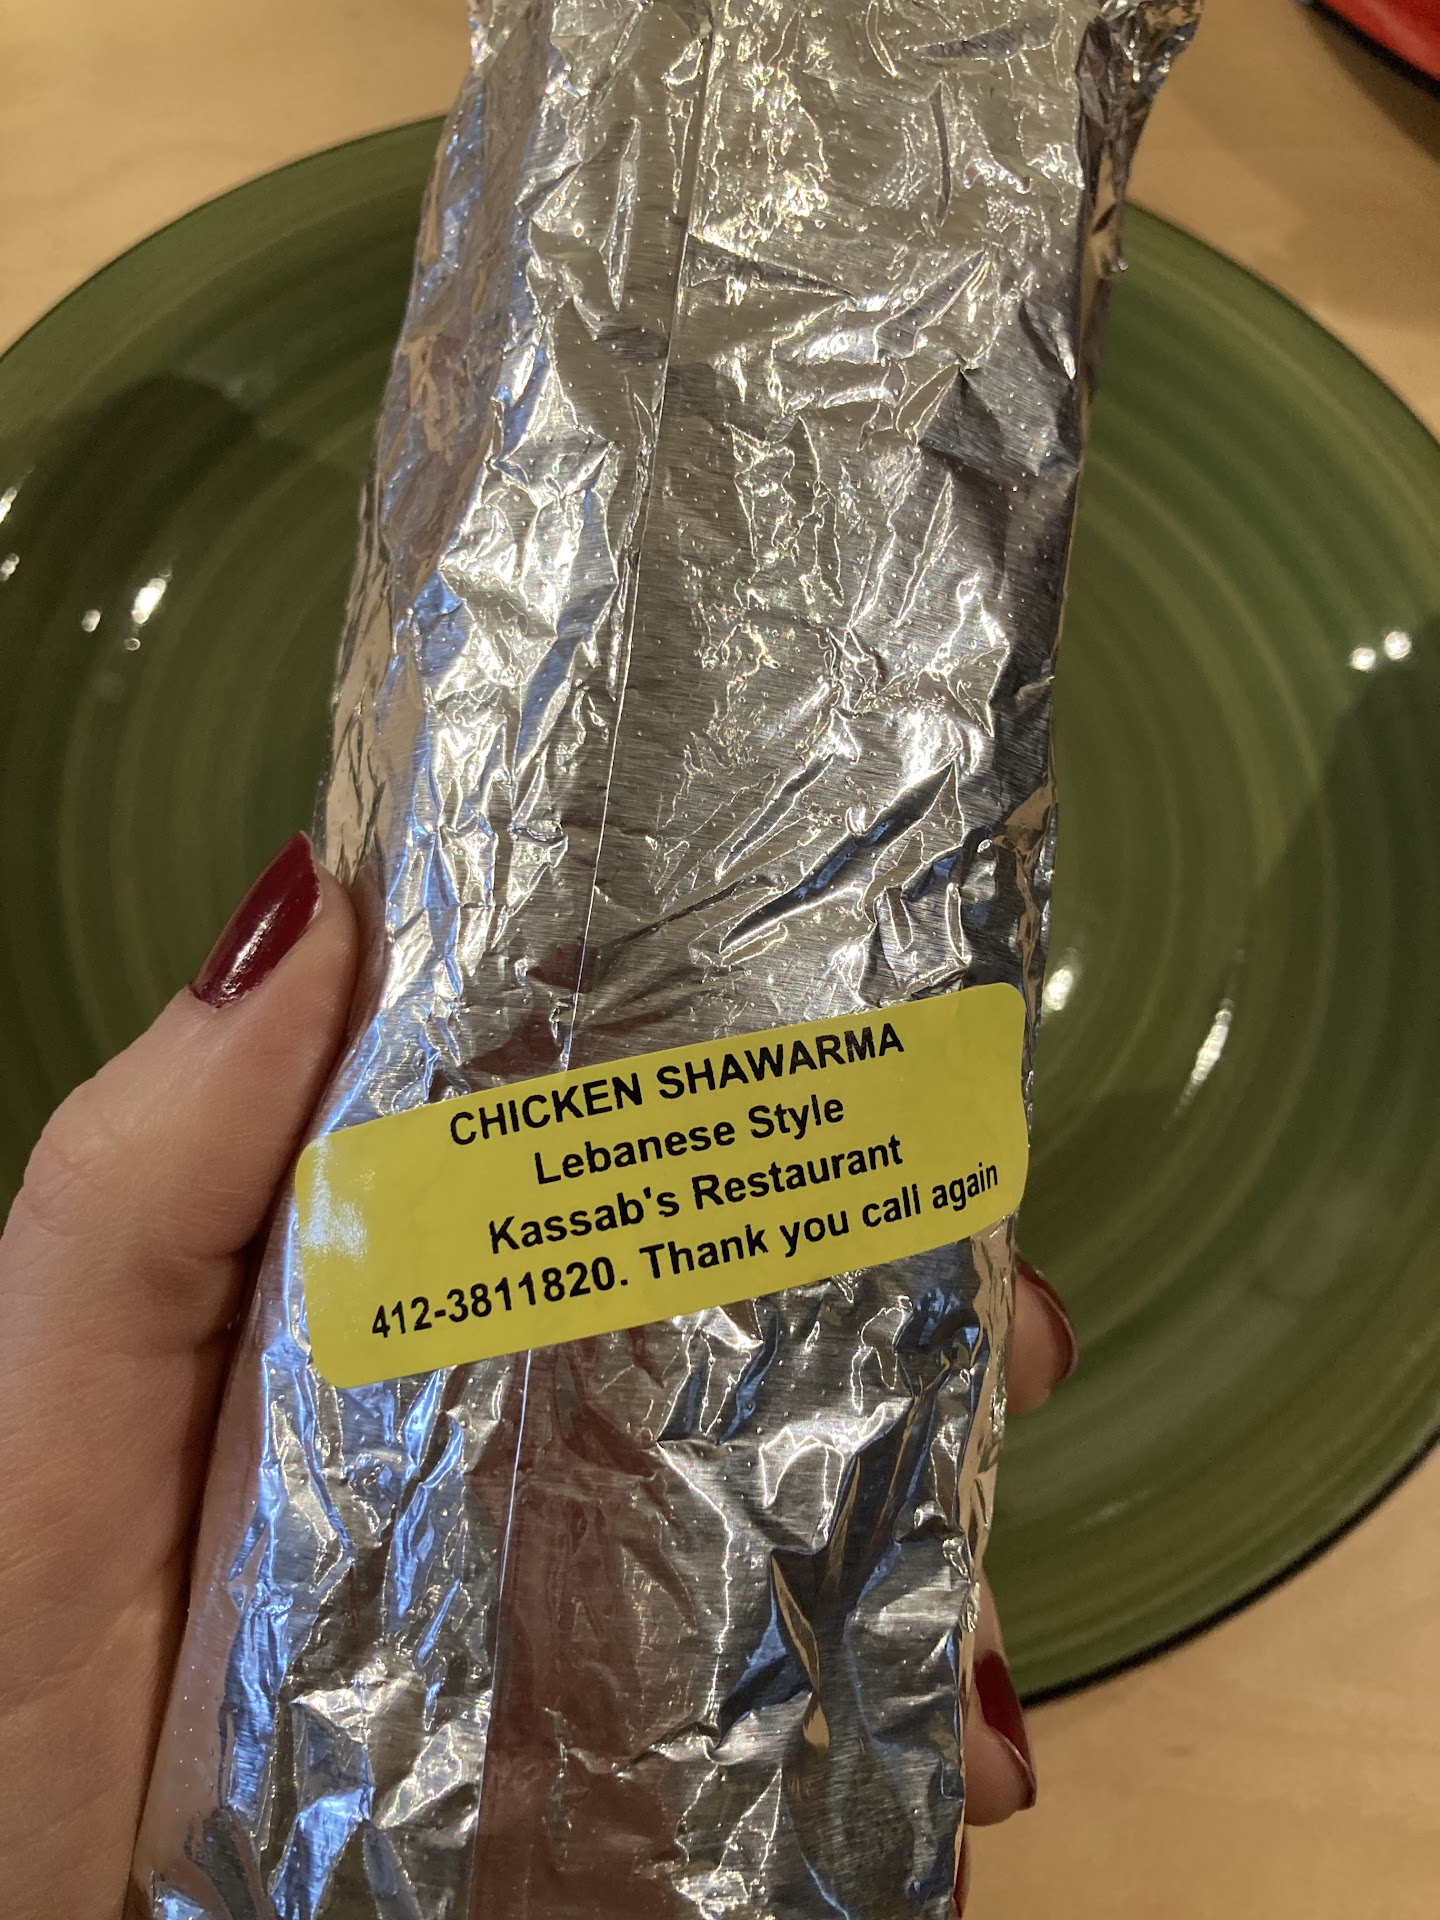 CHICKEN SHAWARMA
Lebanese Style
Kassab's Restaurant
412-3811820. Thank you call again